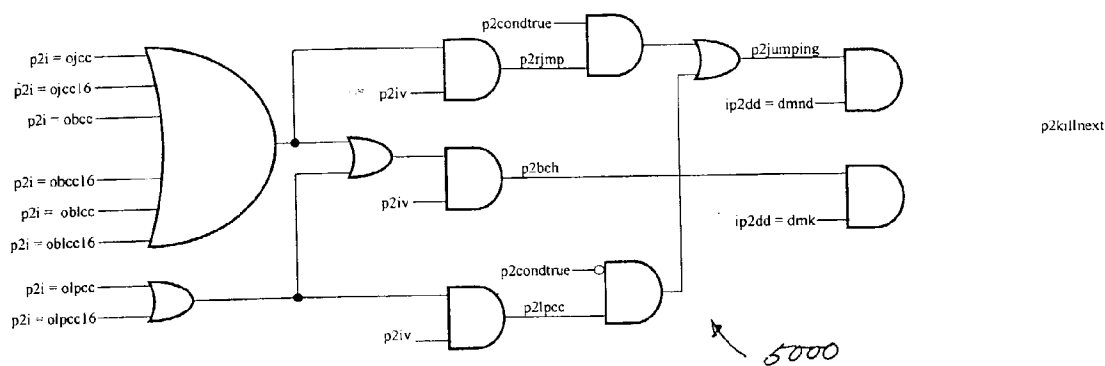 p2i = ojcc
p2i = ojcc16
p2i = obcc
p2i = obcc16
p2i = oblcc
p2i = oblcc16
p2i = olpcc
p2i = olpcc16
p2iv
p2iv
p2iv
p2condtrue
p2rjmp
p2bch
p2condtrue
p2lpcc
p2jumping
ip2dd = dmnd
ip2dd = dmk
p2killnext
5000